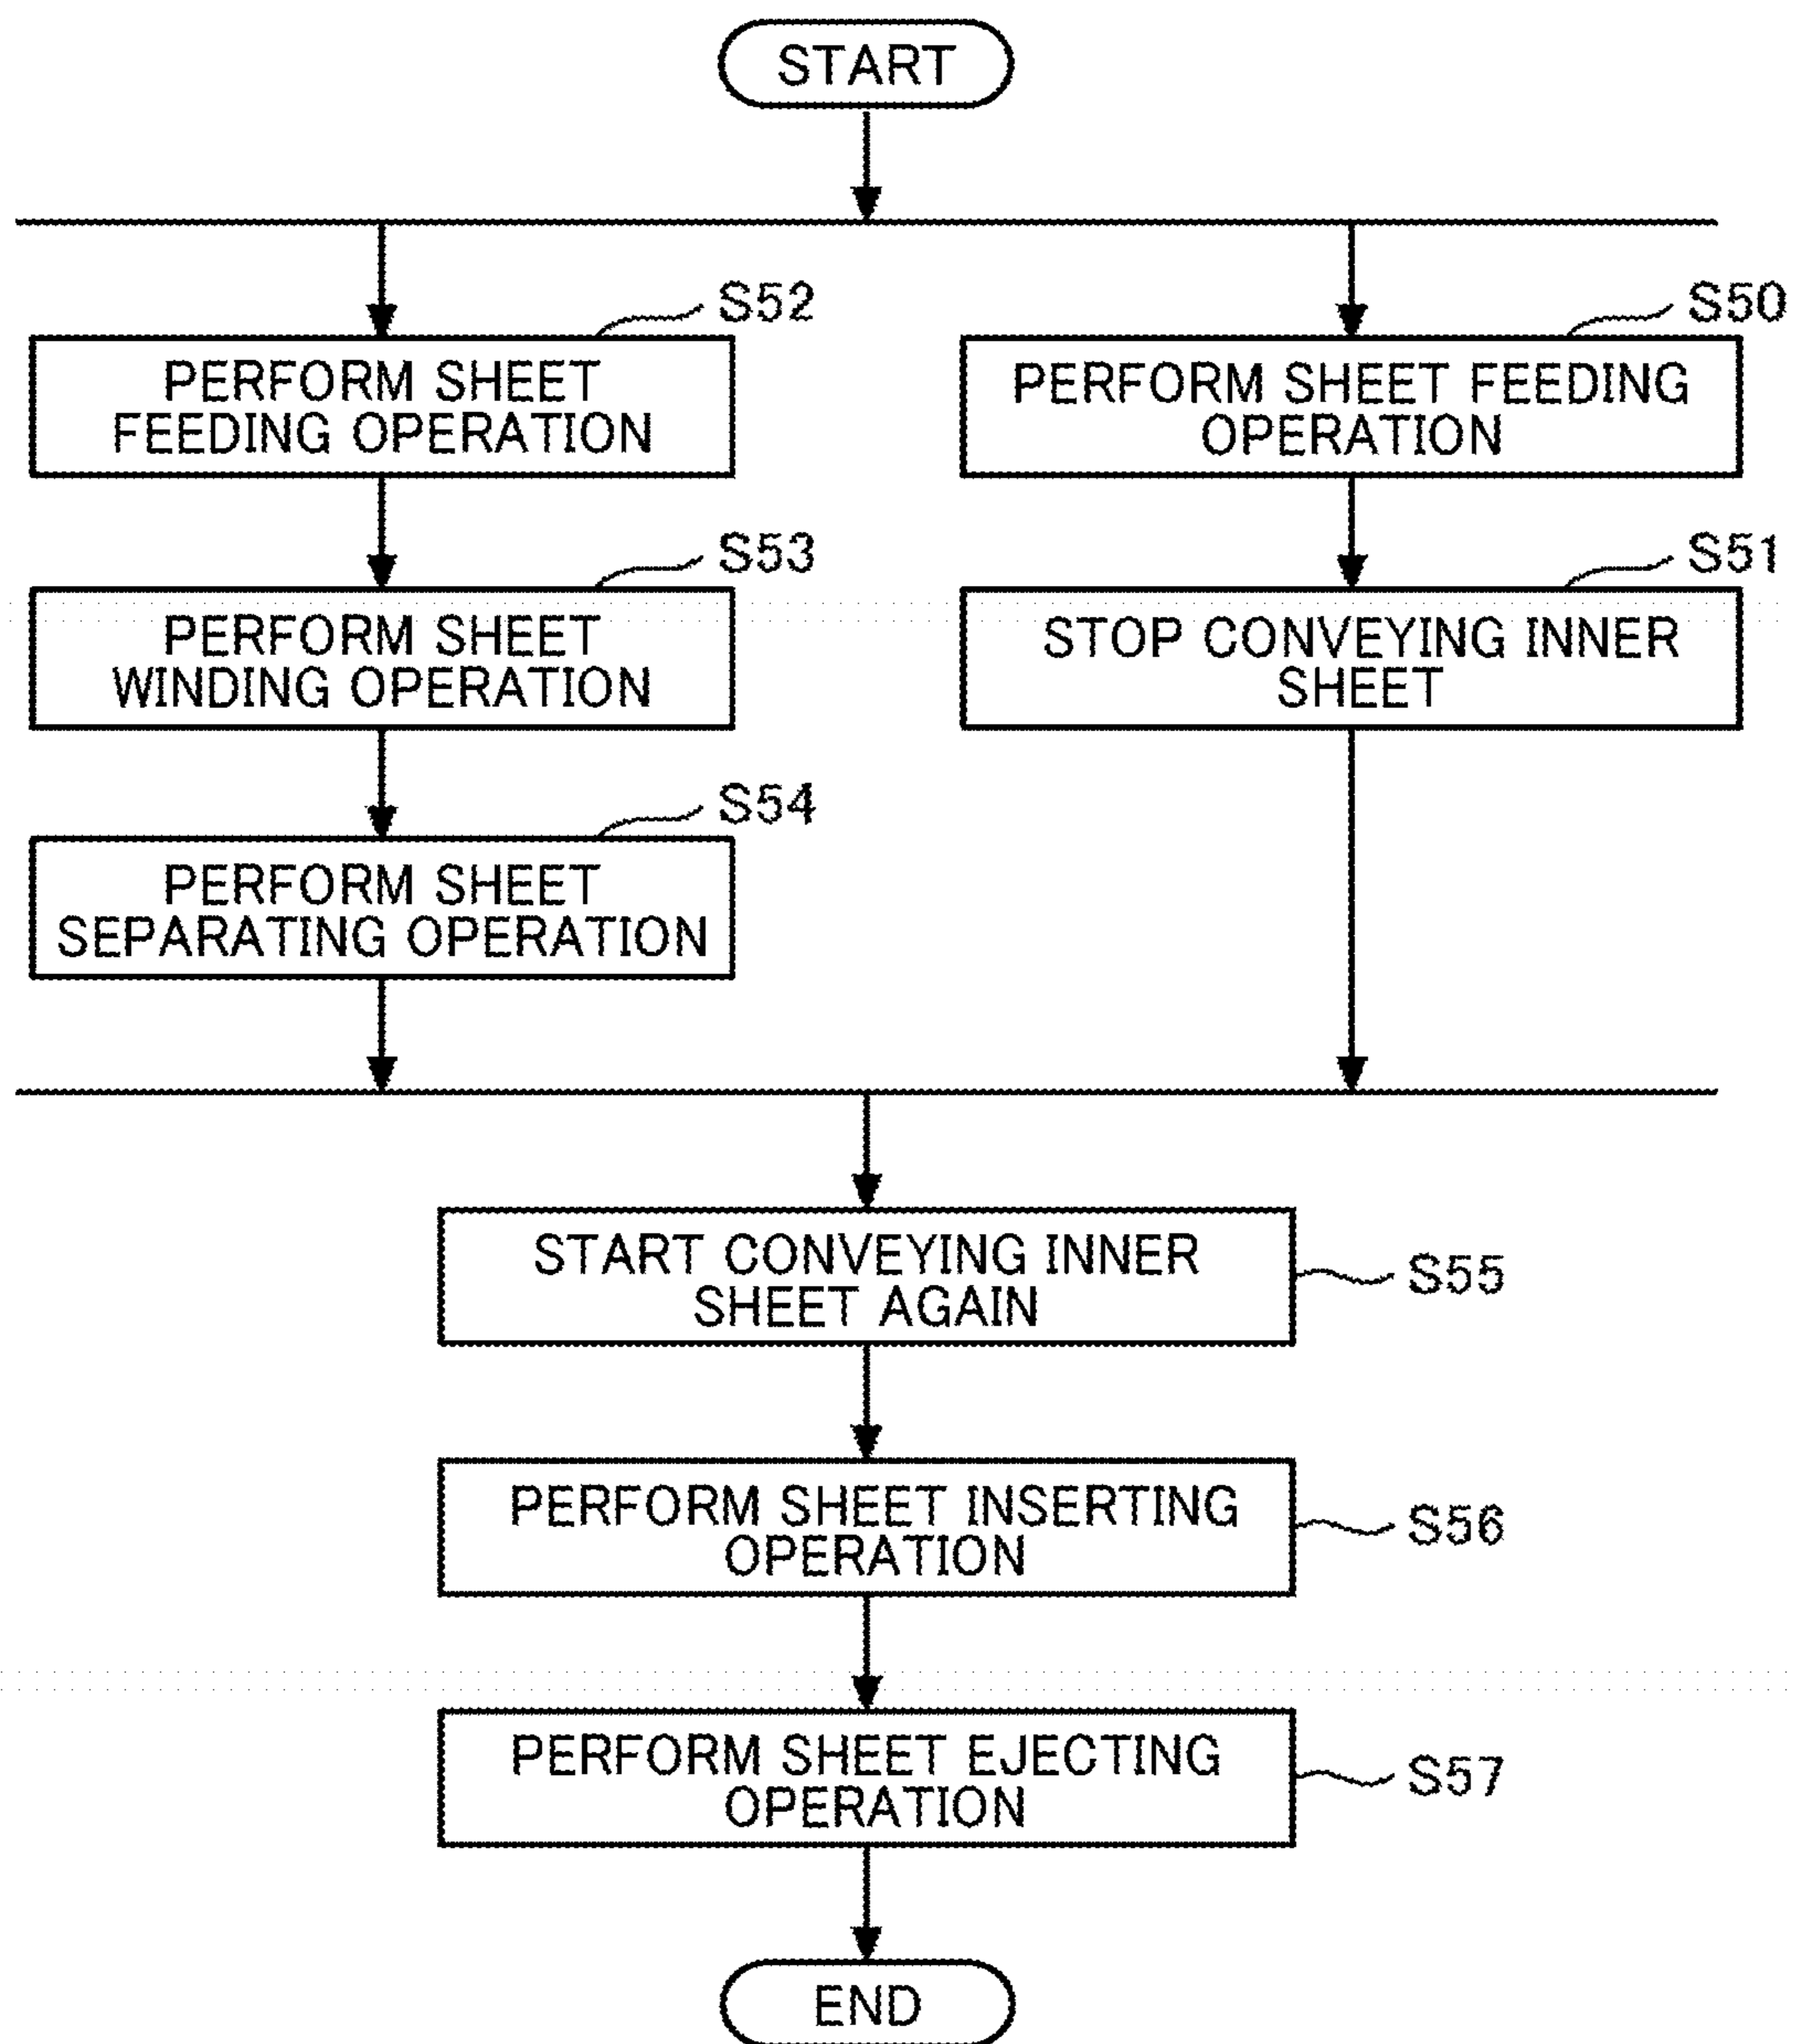 START
S52
PERFORM SHEET
FEEDING OPERATION
S53
PERFORM SHEET
WINDING OPERATION
S54
PERFORM SHEET
SEPARATING OPERATION
S50
PERFORM SHEET FEEDING
OPERATION
S51
STOP CONVEYING INNER
SHEET
START CONVEYING INNER
SHEET AGAIN
S55
PERFORM SHEET INSERTING
OPERATION
S56
PERFORM SHEET EJECTING
OPERATION
S57
END